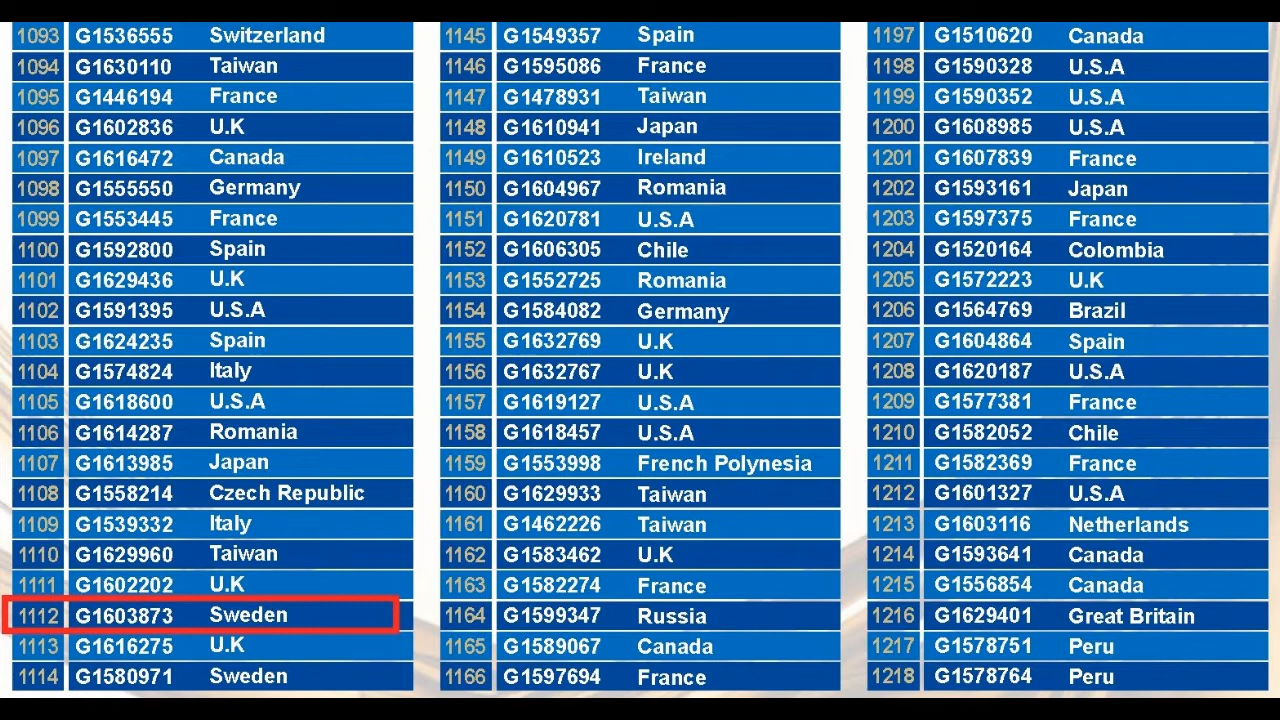 1093 G1536555 Switzerland
1094 G1630110 Taiwan
1095 G1446194 France
1096 G1602836 U.K
1097 G1616472 Canada
1098 G1555550 Germany
1099 G1553445 France
1100 G1592800 Spain
1101 G1629436 U.K
1102 G1591395 U.S.A
1103 G1624235 Spain
1104 G1574824 Italy
1105 G1618600 U.S.A
1106 G1614287 Romania
1107 G1613985 Japan
1108 G1558214 Czech Republic
1109 G1539332 Italy
1110 G1629960 Taiwan
1111 G1602202 U.K
1112 G1603873 Sweden
1113 G1616275 U.K
1114 G1580971 Sweden
1145 G1549357 Spain
1146 G1595086 France
1147 G1478931 Taiwan
1148 G1610941 Japan
1149 G1610523 Ireland
1150 G1604967 Romania
1151 G1620781 U.S.A
1152 G1606305 Chile
1153 G1552725 Romania
1154 G1584082 Germany
1155 G1632769 U.K
1156 G1632767 U.K
1157 G1619127 U.S.A
1158 G1618457 U.S.A
1159 G1553998 French Polynesia
1160 G1629933 Taiwan
1161 G1462226 Taiwan
1162 G1583462 U.K
1163 G1582274 France
1164 G1599347 Russia
1165 G1589067 Canada
1166 G1597694 France
1197 G1510620 Canada
1198 G1590328 U.S.A
1199 G1590352 U.S.A
1200 G1608985 U.S.A
1201 G1607839 France
1202 G1593161 Japan
1203 G1597375 France
1204 G1520164 Colombia
1205 G1572223 U.K
1206 G1564769 Brazil
1207 G1604864 Spain
1208 G1620187 U.S.A
1209 G1577381 France
1210 G1582052 Chile
1211 G1582369 France
1212 G1601327 U.S.A
1213 G1603116 Netherlands
1214 G1593641 Canada
1215 G1556854 Canada
1216 G1629401 Great Britain
1217 G1578751 Peru
1218 G1578764 Peru